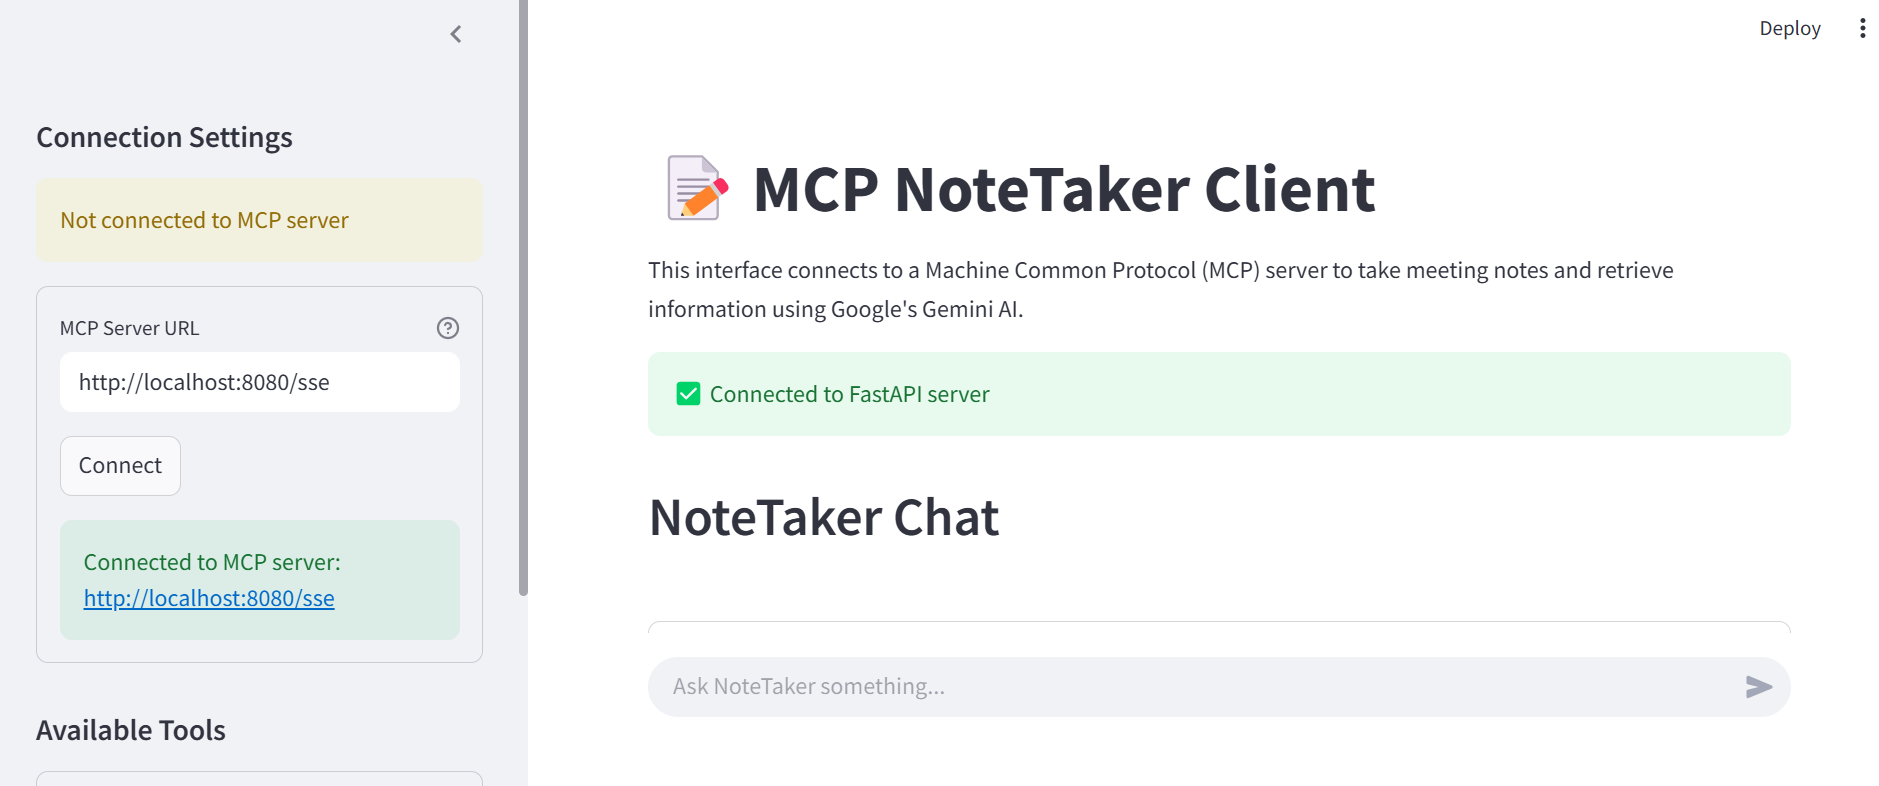 Deploy
Connection Settings
Not connected to MCP server
MCP Server URL
http://localhost:8080/sse
Connect
Connected to MCP server:
http://localhost:8080/sse
Available Tools
MCP NoteTaker Client
This interface connects to a Machine Common Protocol (MCP) server to take meeting notes and retrieve
information using Google's Gemini AI.
Connected to FastAPI server
NoteTaker Chat
Ask NoteTaker something...